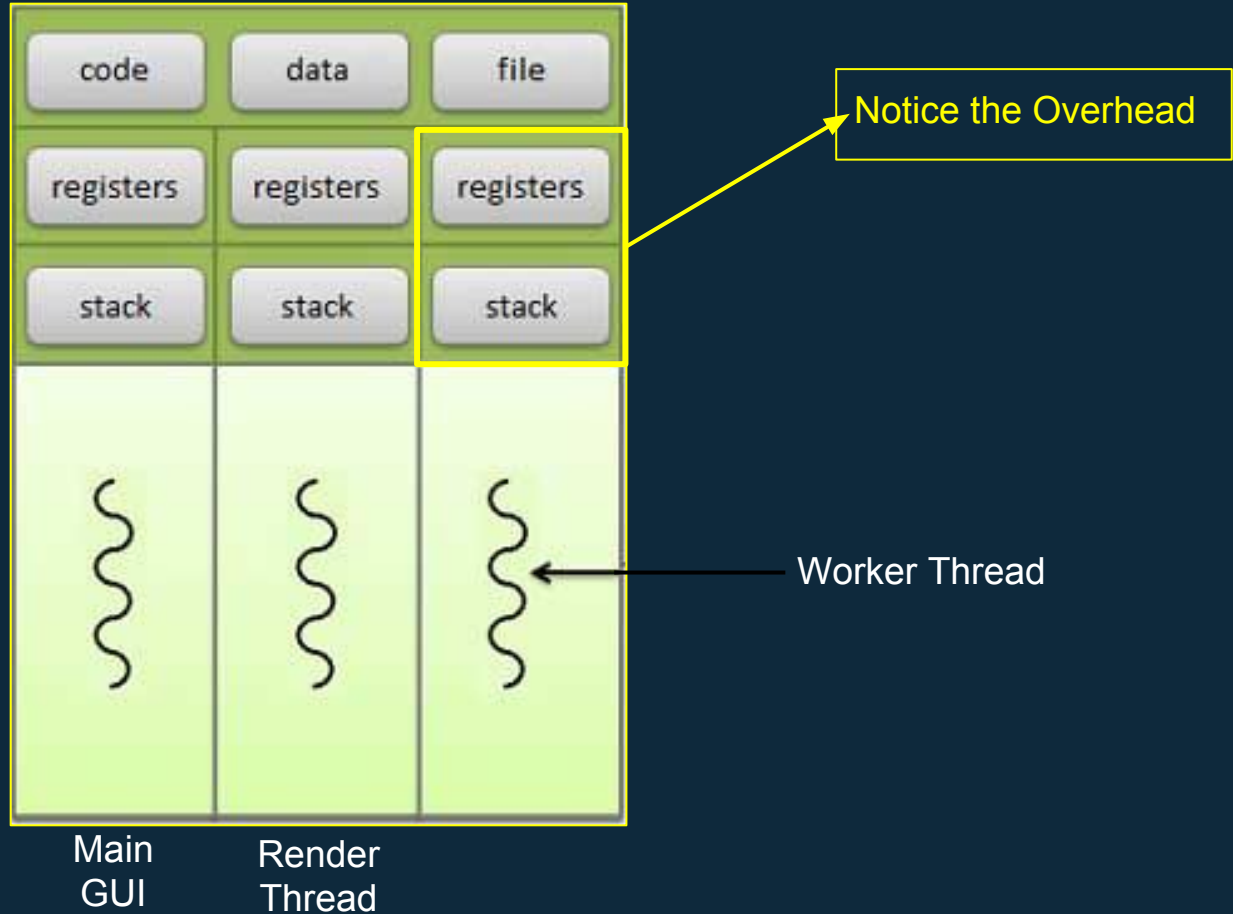 code data file
Notice the Overhead
registers registers registers
stack stack stack
Worker Thread
Main
GUI
Render
Thread